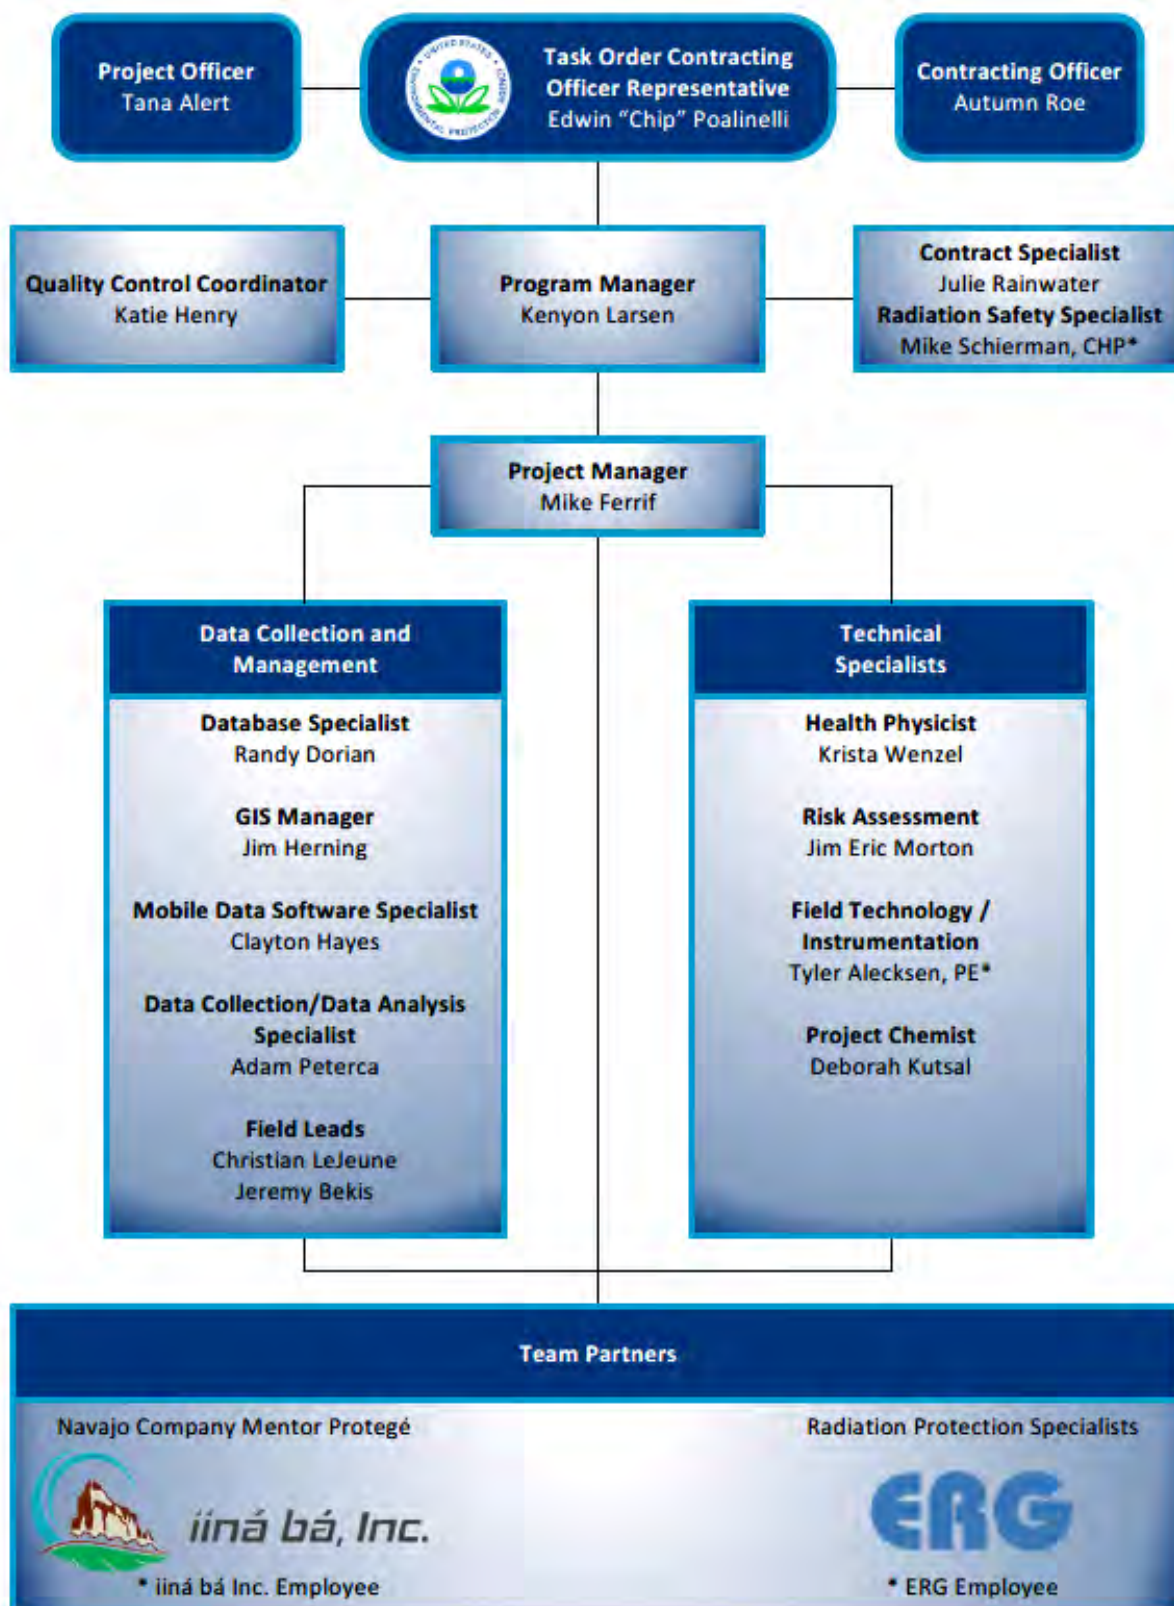 Project Officer
Tana Alert
UNITED STATES
ENVIRONMENTAL PROTECTION AGENCY
Task Order Contracting
Officer Representative
Edwin “Chip” Poalinelli
Contracting Officer
Autumn Roe
Quality Control Coordinator
Katie Henry
Program Manager
Kenyon Larsen
Contract Specialist
Julie Rainwater
Radiation Safety Specialist
Mike Schierman, CHP*
Project Manager
Mike Ferrif
Data Collection and
Management
Database Specialist
Randy Dorian
GIS Manager
Jim Herning
Mobile Data Software Specialist
Clayton Hayes
Data Collection/Data Analysis
Specialist
Adam Peterca
Field Leads
Christian LeJeune
Jeremy Bekis
Technical
Specialists
Health Physicist
Krista Wenzel
Risk Assessment
Jim Eric Morton
Field Technology /
Instrumentation
Tyler Alecksen, PE*
Project Chemist
Deborah Kutsal
Team Partners
Navajo Company Mentor Protegé
iiná bá, Inc.
* iiná bá Inc. Employee
Radiation Protection Specialists
ERG
* ERG Employee